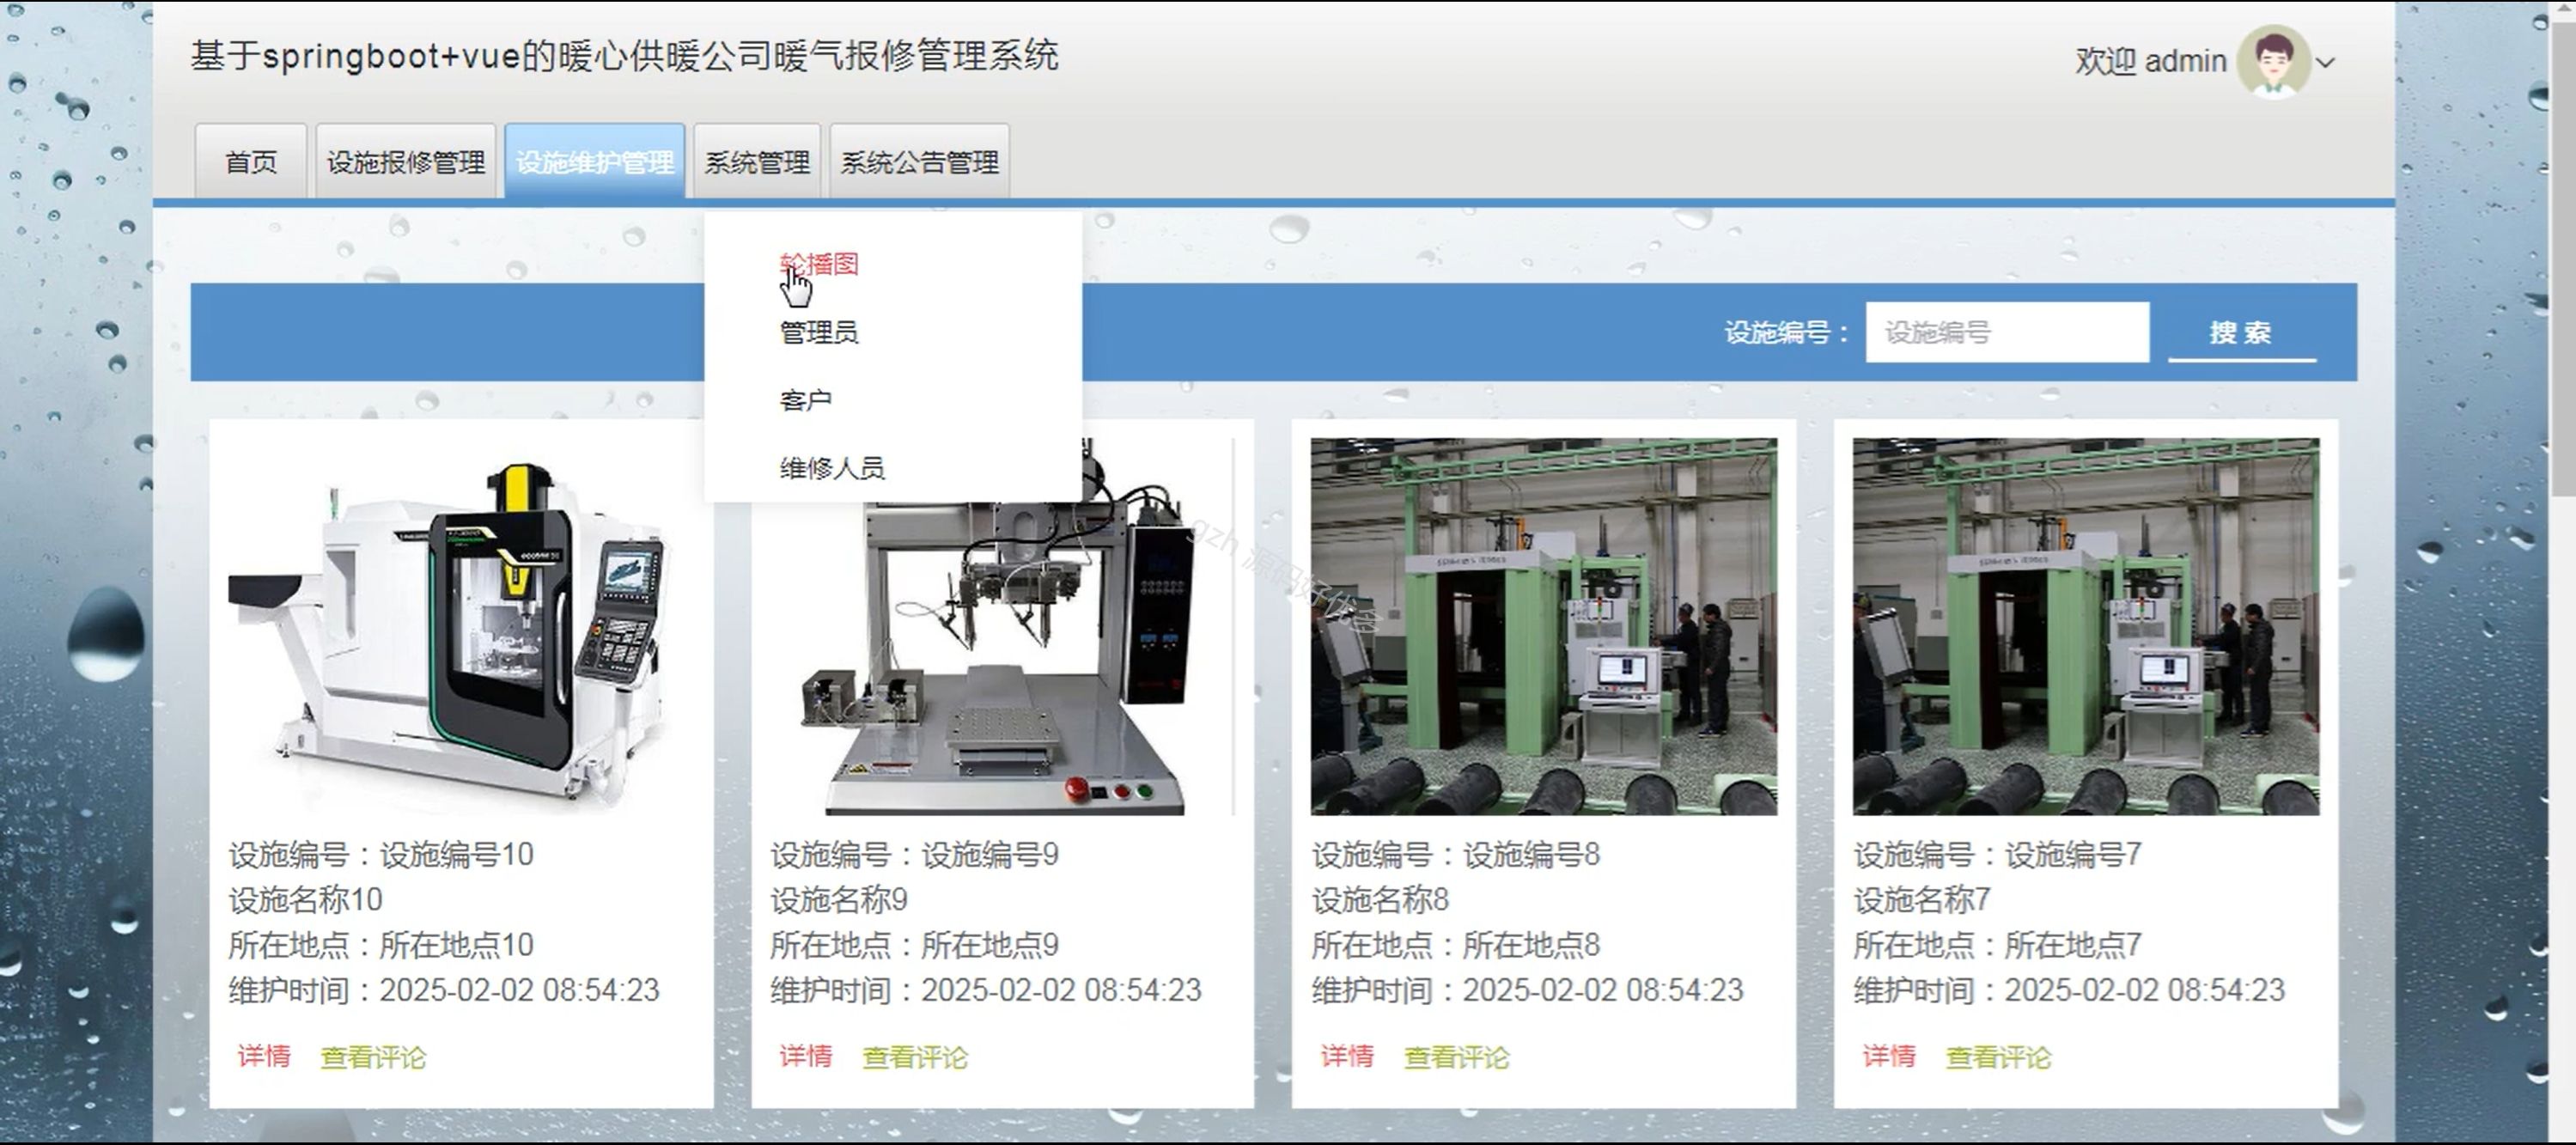 基于springboot+vue的暖心供暖公司暖气报修管理系统
欢迎 admin
首页
设施报修管理
设施维护管理
系统管理
系统公告管理
轮播图
管理员
客户
维修人员
设施编号：
设施编号
搜索
gzh 源码好优多
设施编号：设施编号10
设施名称10
所在地点：所在地点10
维护时间：2025-02-02 08:54:23
详情
查看评论
设施编号：设施编号9
设施名称9
所在地点：所在地点9
维护时间：2025-02-02 08:54:23
详情
查看评论
设施编号：设施编号8
设施名称8
所在地点：所在地点8
维护时间：2025-02-02 08:54:23
详情
查看评论
设施编号：设施编号7
设施名称7
所在地点：所在地点7
维护时间：2025-02-02 08:54:23
详情
查看评论